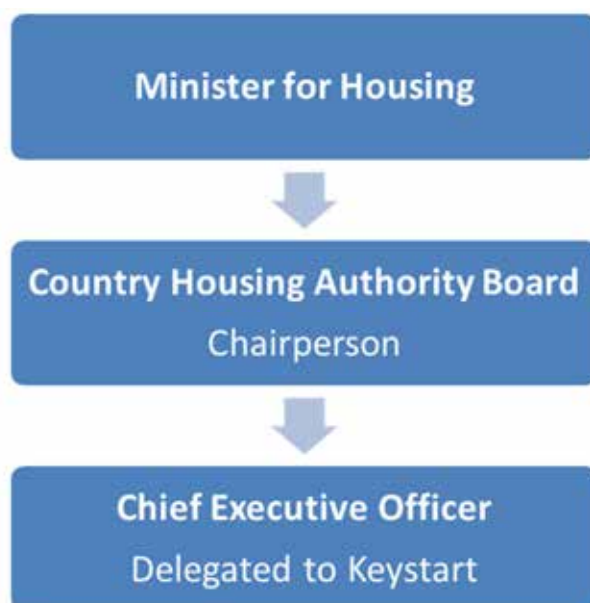 Minister for Housing
Country Housing Authority Board
Chairperson
Chief Executive Officer
Delegated to Keystart